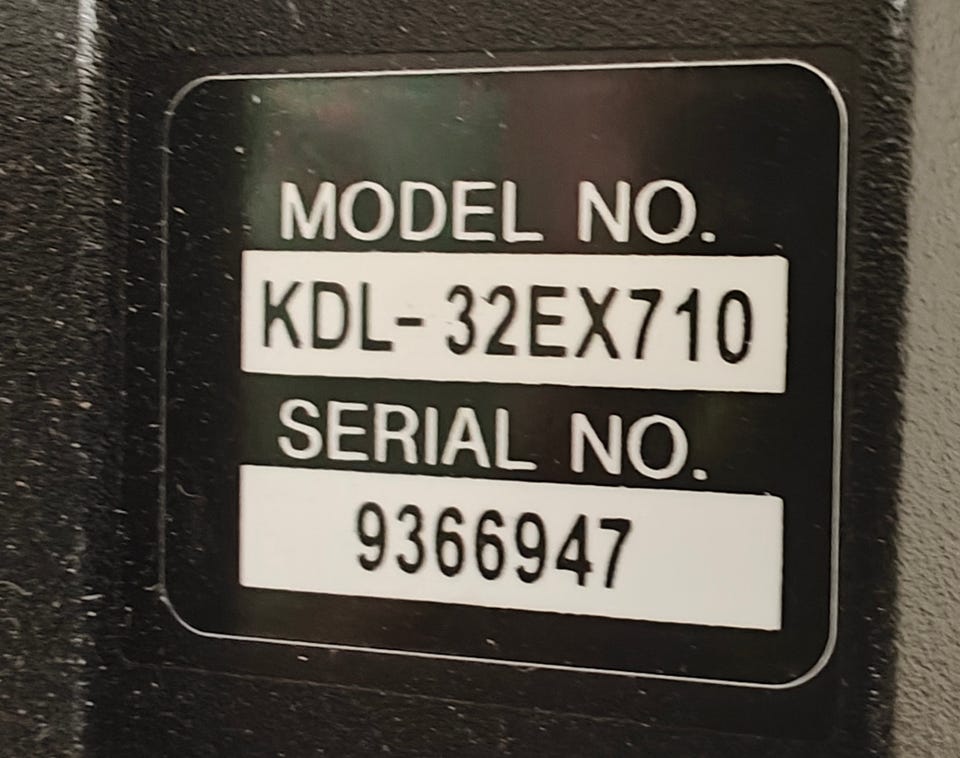 MODEL NO.
KDL-32EX710
SERIAL NO.
9366947